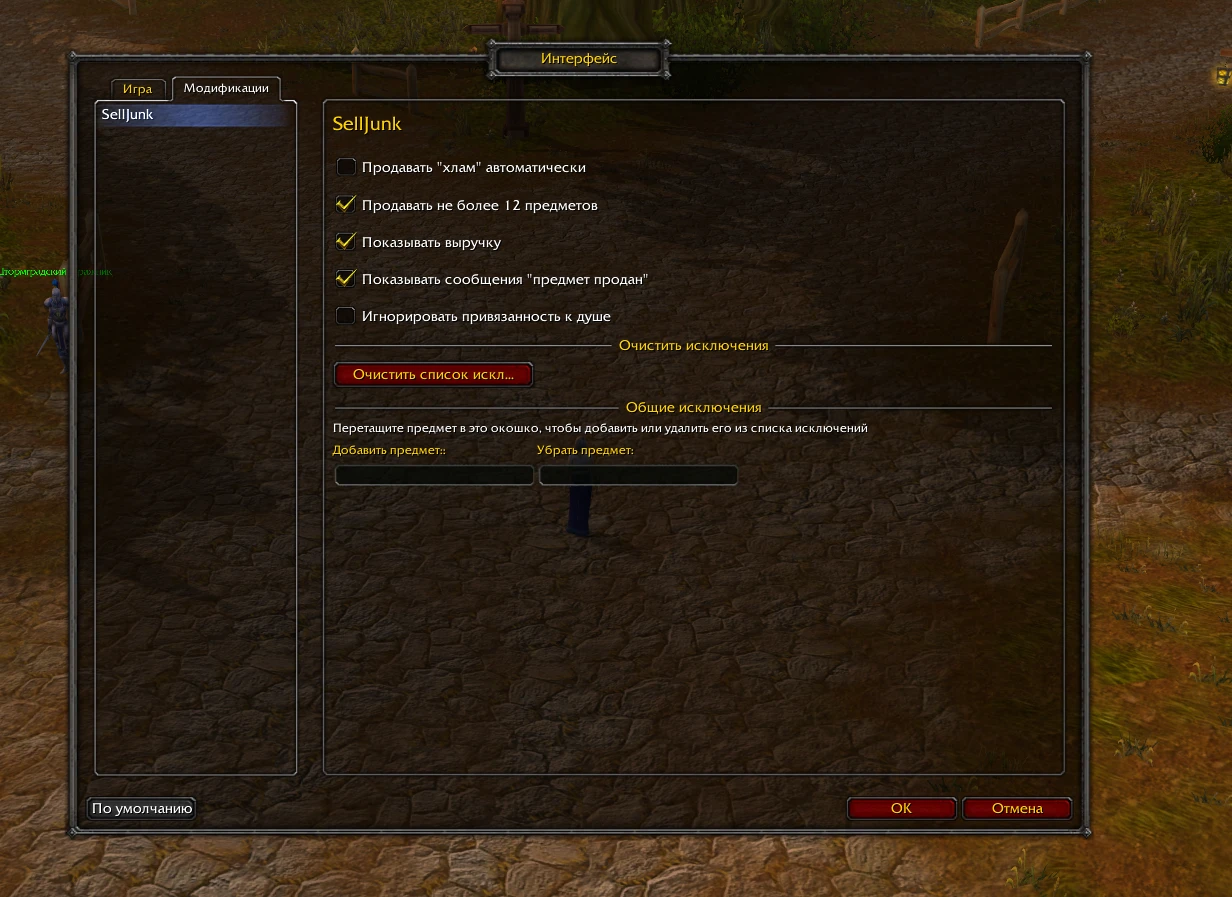 Интерфейс
Игра
Модификации
SellJunk
SellJunk
Продавать "хлам" автоматически
Продавать не более 12 предметов
Показывать выручку
Показывать сообщения "предмет продан"
Игнорировать привязанность к душе
Очистить исключения
Очистить список искл...
Общие исключения
Перетащите предмет в это окошко, чтобы добавить или удалить его из списка исключений
Добавить предмет::
Убрать предмет:
По умолчанию
OK
Отмена